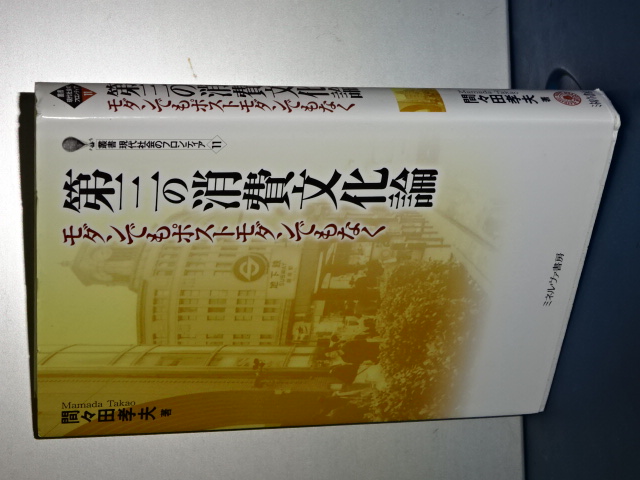 第三の消費文化論
モダンでもポストモダンでもなく
間々田孝夫 著
叢書 現代社会のフロンティア 11
第三の消費文化論
モダンでもポストモダンでもなく
地下鉄
Mamada Takao
間々田孝夫 著
ミネルヴァ書房